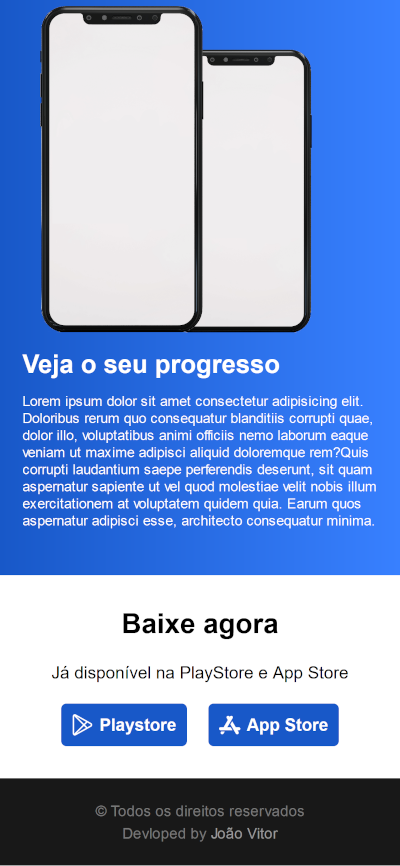 Veja o seu progresso
Lorem ipsum dolor sit amet consectetur adipisicing elit.
Doloribus rerum quo consequatur blanditiis corrupti quae,
dolor illo, voluptatibus animi officiis nemo laborum eaque
veniam ut maxime adipisci aliquid doloremque rem?Quis
corrupti laudantium saepe perferendis deserunt, sit quam
aspernatur sapiente ut vel quod molestiae velit nobis illum
exercitationem at voluptatem quidem quia. Earum quos
aspernatur adipisci esse, architecto consequatur minima.
Baixe agora
Já disponível na PlayStore e App Store
Playstore
App Store
© Todos os direitos reservados
Devloped by João Vitor